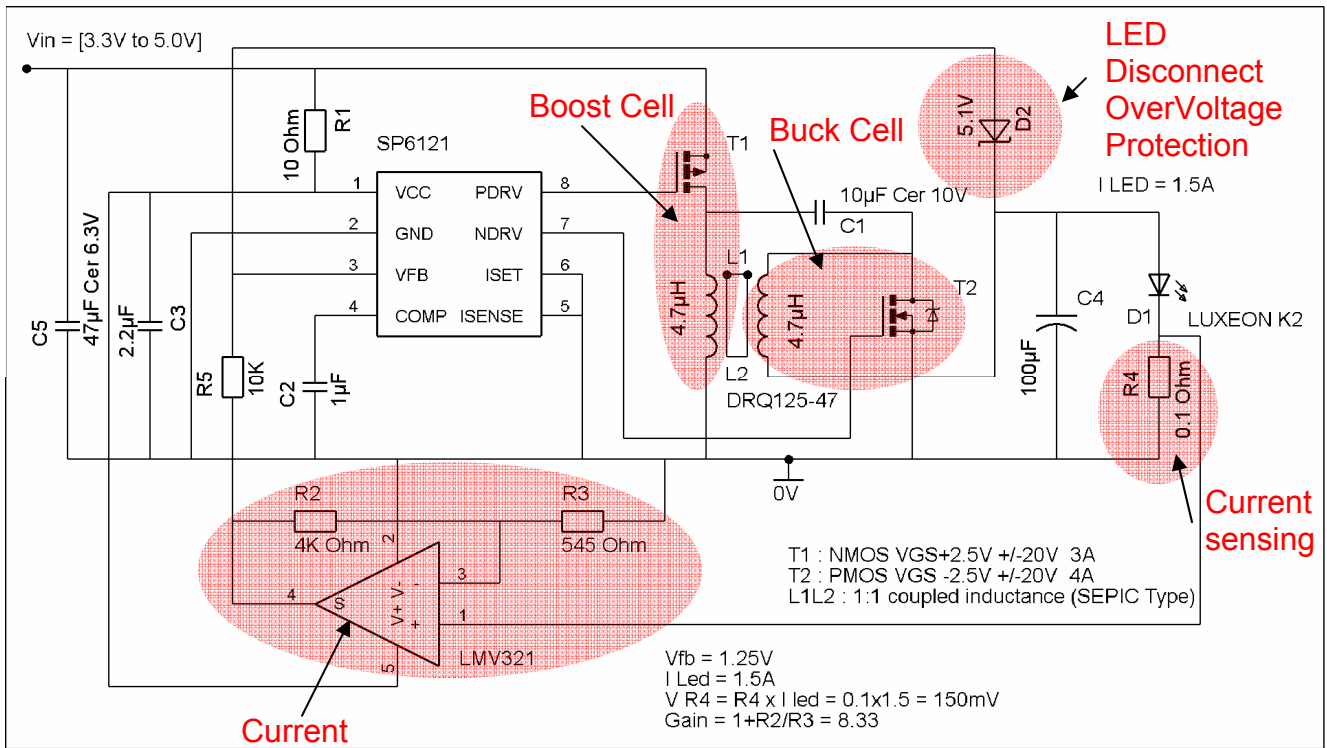 Vin = [3.3V to 5.0V]
LED
Disconnect
OverVoltage
Protection
I LED = 1.5A
Boost Cell
Buck Cell
R1
10 Ohm
SP6121
1
2
3
4
VCC
GND
VFB
COMP
PDRV
NDRV
ISET
ISENSE
8
7
6
5
T1
10µF Cer 10V
C1
5.1V
D2
C5
47µF Cer 6.3V
2.2µF
C3
R5
10K
C2
1µF
4.7µH
L1
L2
4.7µH
T2
DRQ125-47
100µF
C4
D1
LUXEON K2
R4
0.1 Ohm
0V
Current
sensing
R2
4K Ohm
R3
545 Ohm
2
3
4
1
5
S
V+ V-
-
+
LMV321
Current
T1 : NMOS VGS+2.5V +/-20V 3A
T2 : PMOS VGS -2.5V +/-20V 4A
L1L2 : 1:1 coupled inductance (SEPIC Type)
Vfb = 1.25V
I Led = 1.5A
V R4 = R4 x I led = 0.1x1.5 = 150mV
Gain = 1+R2/R3 = 8.33